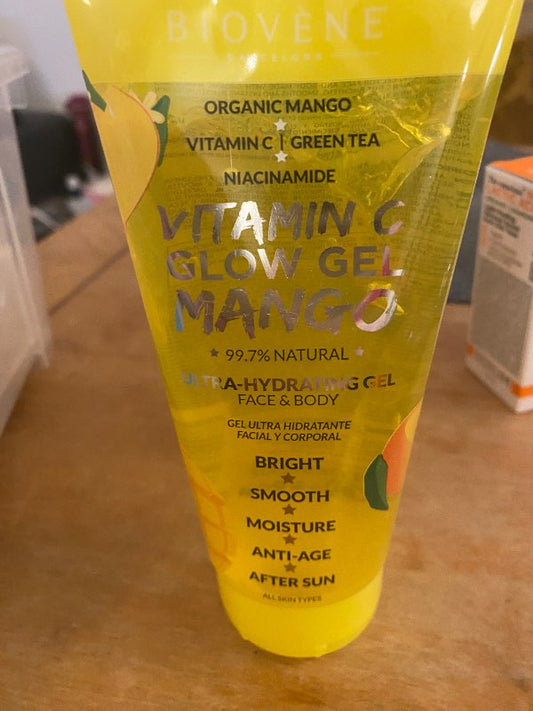 BIOVÈNE
BARCELONA
ORGANIC MANGO
VITAMIN C | GREEN TEA
NIACINAMIDE
VITAMIN C
GLOW GEL
MANGO
99.7% NATURAL
ULTRA-HYDRATING GEL
FACE & BODY
GEL ULTRA HIDRATANTE
FACIAL Y CORPORAL
BRIGHT
SMOOTH
MOISTURE
ANTI-AGE
AFTER SUN
ALL SKIN TYPES